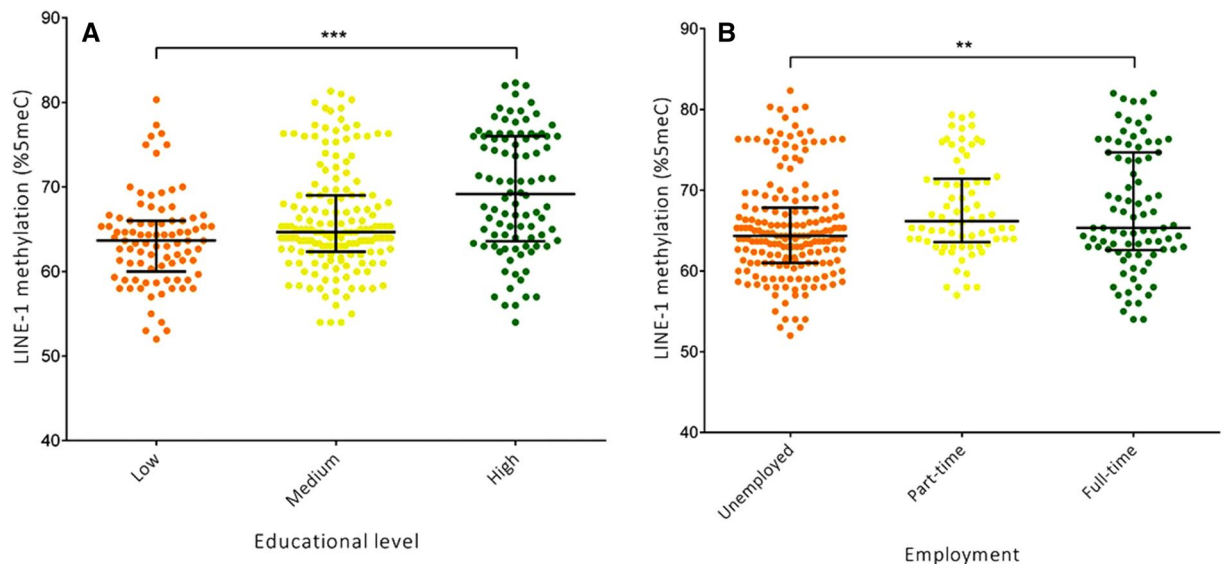 A
***
LINE-1 methylation (%5meC)
90
80
70
60
50
40
Low
Medium
High
Educational level
B
**
LINE-1 methylation (%5meC)
90
80
70
60
50
40
Unemployed
Part-time
Full-time
Employment